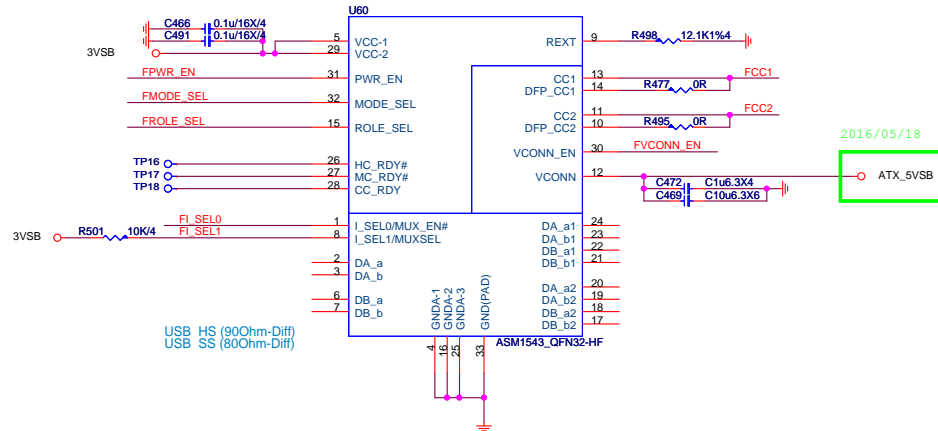 U60
C466 0.1u/16X/4
C491 0.1u/16X/4
3VSB
5 VCC-1
29 VCC-2
FPWR_EN 31 PWR_EN
FMODE_SEL 32 MODE_SEL
FROLE_SEL 15 ROLE_SEL
TP16 26 HC_RDY#
TP17 27 MC_RDY#
TP18 28 CC_RDY
FI_SEL0 1 I_SEL0/MUX_EN#
3VSB R501 10K/4 FI_SEL1 8 I_SEL1/MUXSEL
2 DA_a
3 DA_b
6 DB_a
7 DB_b
USB HS (90Ohm-Diff)
USB SS (80Ohm-Diff)
REXT 9 R498 12.1K1%4
CC1 13 FCC1
DFP_CC1 14 R477 0R
CC2 11 FCC2
DFP_CC2 10 R495 0R
VCONN_EN 30 FVCONN_EN
VCONN 12
C472 C1u6.3X4
C469 C10u6.3X6
2016/05/18
ATX_5VSB
DA_a1 24
DA_b1 23
DB_a1 22
DB_b1 21
DA_a2 20
DA_b2 19
DB_a2 18
DB_b2 17
GNDA-1 4
GNDA-2 16
GNDA-3 25
GND(PAD) 33
ASM1543_QFN32-HF